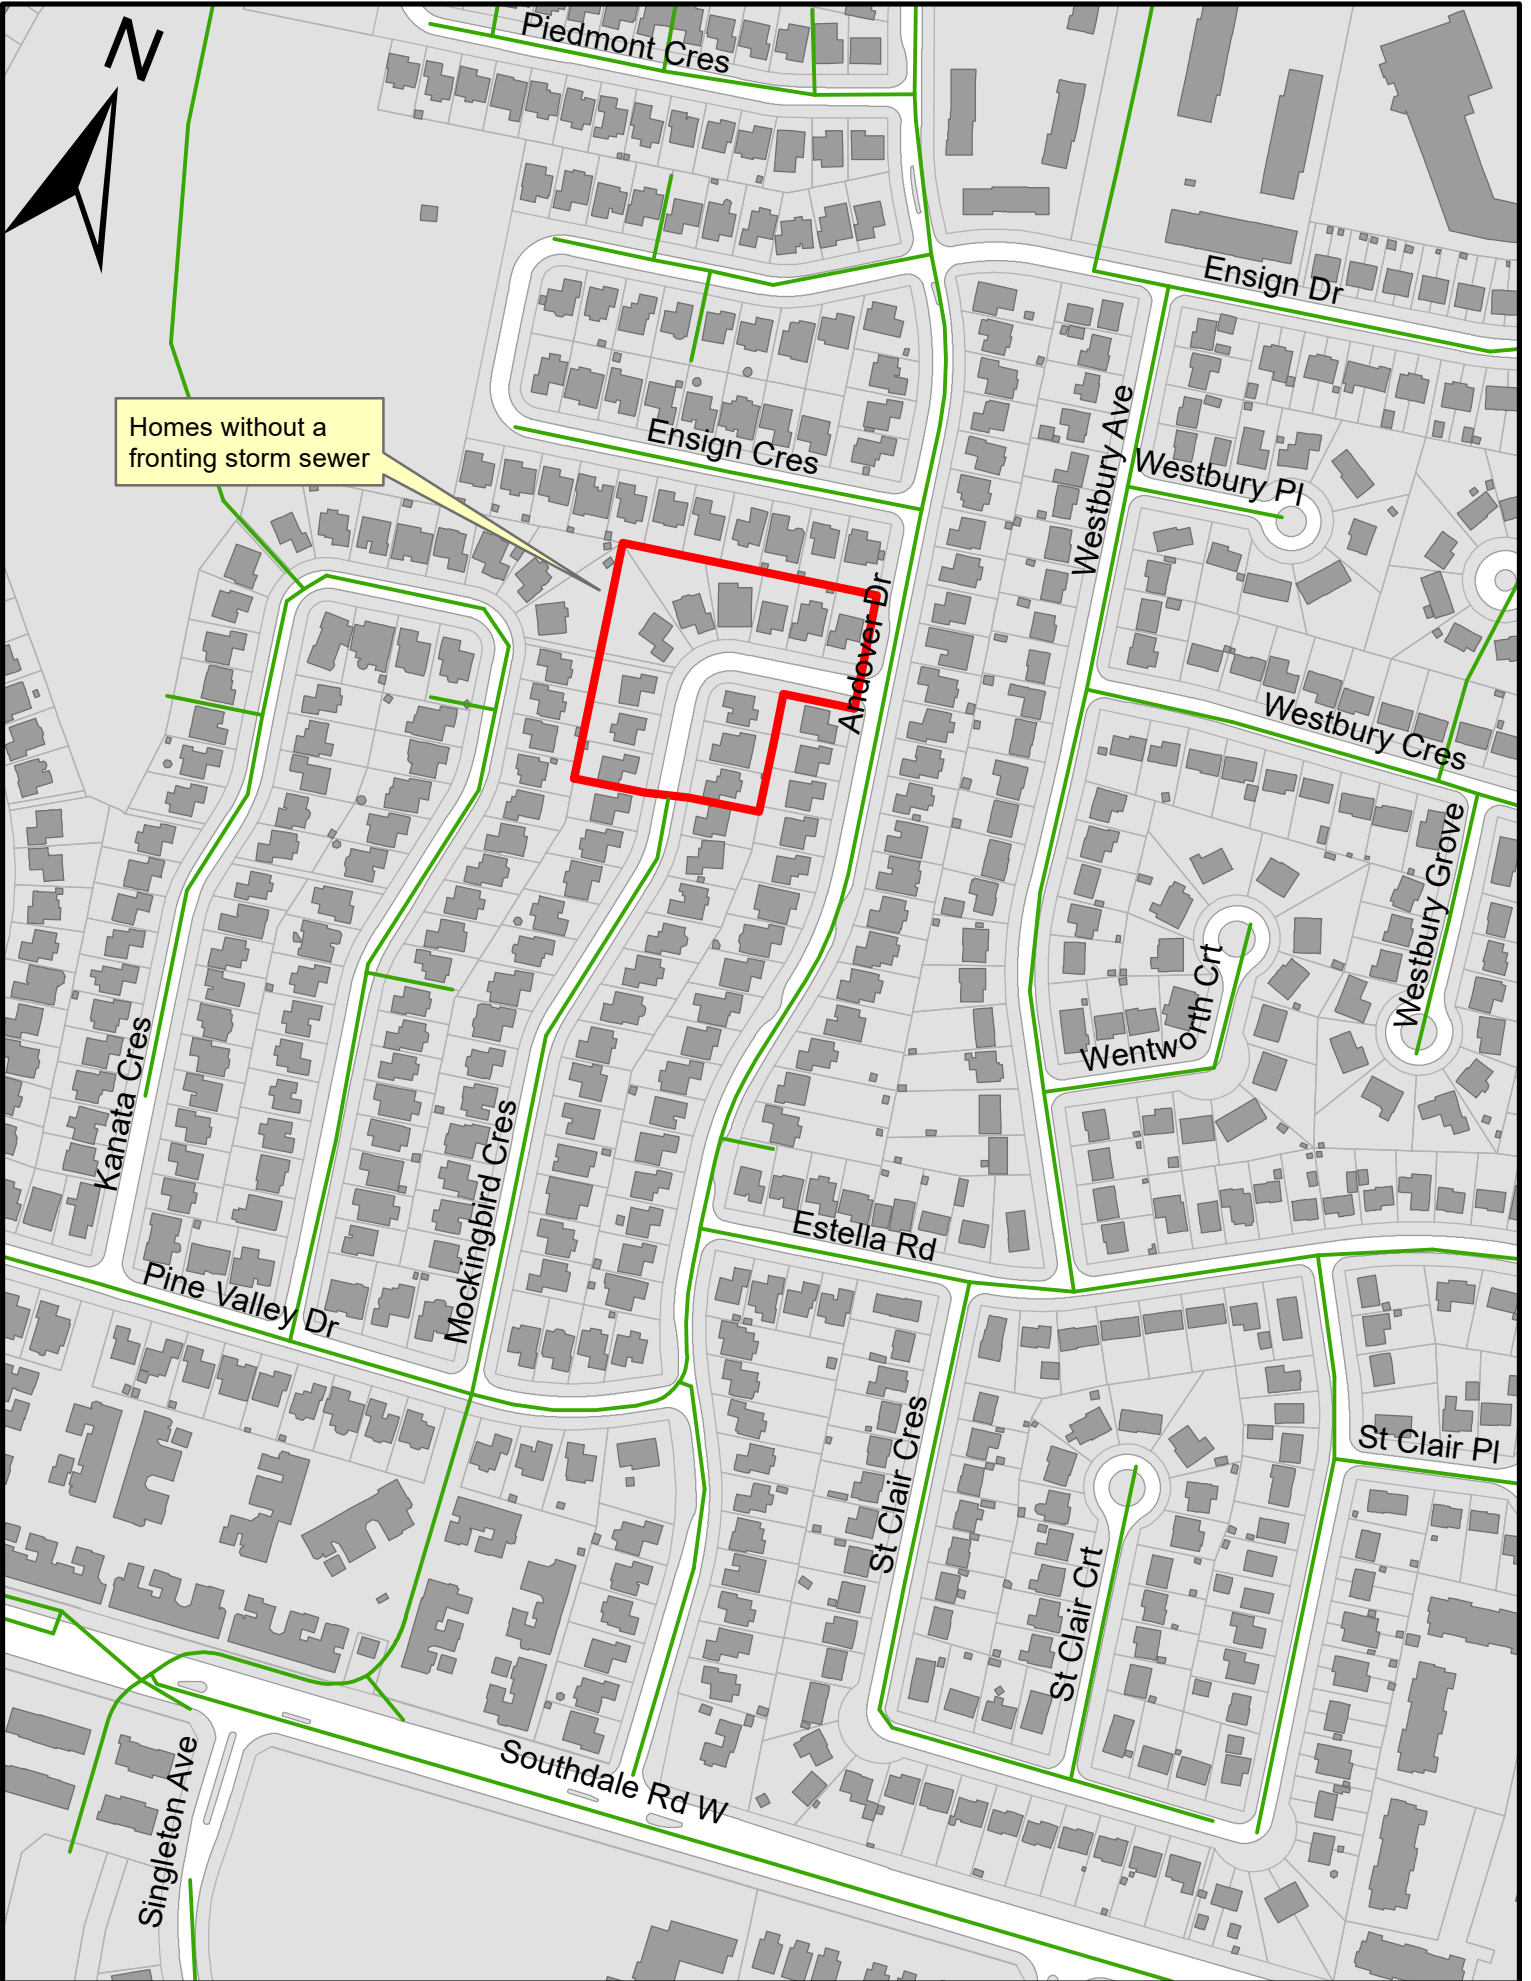 N
Piedmont Cres
Ensign Dr
Homes without a
fronting storm sewer
Ensign Cres
Westbury Ave
Westbury Pl
Andover Dr
Westbury Cres
Westbury Grove
Wentworth Crt
Kanata Cres
Mockingbird Cres
Estella Rd
Pine Valley Dr
St Clair Cres
St Clair Pl
St Clair Crt
Southdale Rd W
Singleton Ave